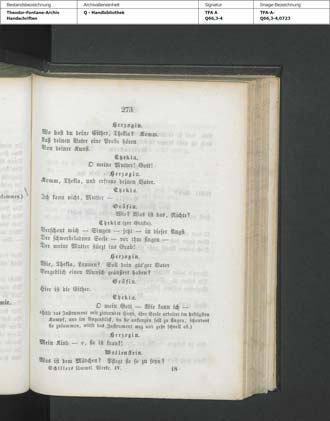 Bestandsbezeichnung
Theodor-Fontane-Archiv
Handschriften
Archivalieneinheit
Q - Handbibliothek
Signatur
TFA A
Q66,3-4
Image-Bezeichnung
TFA-A-
Q66,3-4,0723
273
Herzogin.
Wo hast du deine Cither, Thekla? Komm.
Laß deinen Vater eine Probe hören
Von deiner Kunst.
Thekla.
O meine Mutter! Gott!
Herzogin.
Komm, Thekla, und erfreue deinen Vater.
Thekla.
Ich kann nicht, Mutter —
Gräfin.
Wie? Was ist das, Nichte?
Thekla (zur Gräfin).
Verschont mich — Singen — jetzt — in dieser Angst
Der schwerbeladnen Seele — vor ihm singen —
Der meine Mutter stürzt ins Grab!
Herzogin.
Wie, Thekla, Launen? Soll dein güt'ger Vater
Vergeblich einen Wunsch geäußert haben?
Gräfin.
Hier ist die Cither.
Thekla.
O mein Gott — Wie kann ich —
(Hält das Instrument mit zitternder Hand, ihre Seele arbeitet im heftigsten
Kampf, und im Augenblick, da sie anfangen soll zu singen, schaudert
sie zusammen, wirft das Instrument weg und geht schnell ab.)
Herzogin.
Mein Kind — o, sie ist krank!
Wallenstein.
Was ist dem Mädchen? Pflegt sie so zu seyn?
Schillers sämmtl. Werke. IV. 18